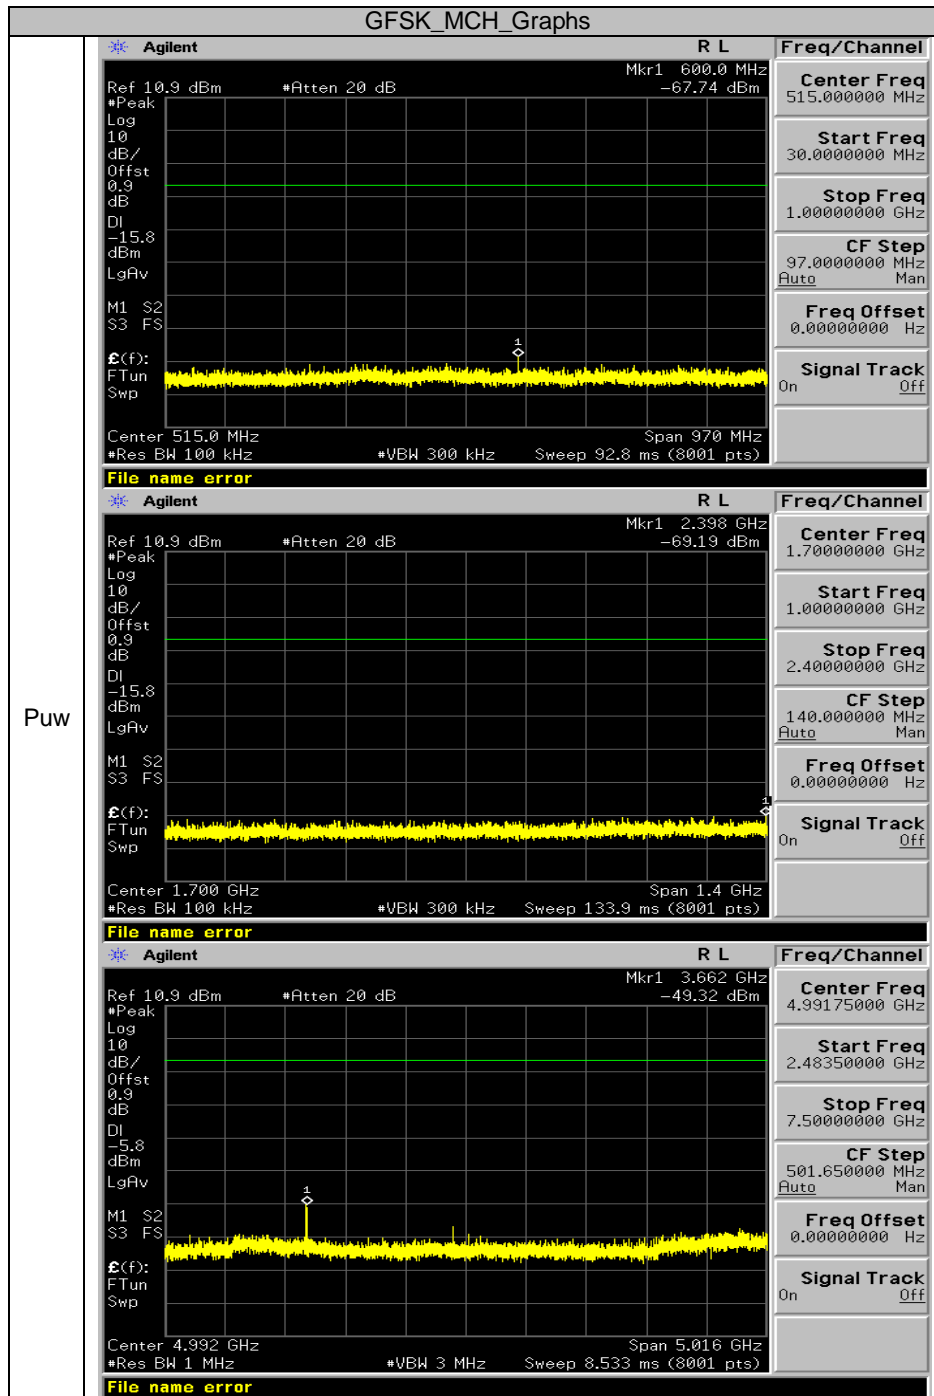 GFSK_MCH_Graphs
Puw
Agilent R L Freq/Channel
Mkr1 600.0 MHz
Ref 10.9 dBm #Atten 20 dB -67.74 dBm
#Peak
Log
10
dB/
Offst
0.9
dB
DI
-15.8
dBm
LgAv
M1 S2
S3 FS
£(f):
FTun
Swp
1
Center 515.0 MHz Span 970 MHz
#Res BW 100 kHz #VBW 300 kHz Sweep 92.8 ms (8001 pts)
File name error
Center Freq
515.000000 MHz
Start Freq
30.0000000 MHz
Stop Freq
1.00000000 GHz
CF Step
97.0000000 MHz
Auto Man
Freq Offset
0.00000000 Hz
Signal Track
On Off
Agilent R L Freq/Channel
Mkr1 2.398 GHz
Ref 10.9 dBm #Atten 20 dB -69.19 dBm
#Peak
Log
10
dB/
Offst
0.9
dB
DI
-15.8
dBm
LgAv
M1 S2
S3 FS
£(f):
FTun
Swp
1
Center 1.700 GHz Span 1.4 GHz
#Res BW 100 kHz #VBW 300 kHz Sweep 133.9 ms (8001 pts)
File name error
Center Freq
1.70000000 GHz
Start Freq
1.00000000 GHz
Stop Freq
2.40000000 GHz
CF Step
140.000000 MHz
Auto Man
Freq Offset
0.00000000 Hz
Signal Track
On Off
Agilent R L Freq/Channel
Mkr1 3.662 GHz
Ref 10.9 dBm #Atten 20 dB -49.32 dBm
#Peak
Log
10
dB/
Offst
0.9
dB
DI
-5.8
dBm
LgAv
M1 S2
S3 FS
£(f):
FTun
Swp
1
Center 4.992 GHz Span 5.016 GHz
#Res BW 1 MHz #VBW 3 MHz Sweep 8.533 ms (8001 pts)
File name error
Center Freq
4.99175000 GHz
Start Freq
2.48350000 GHz
Stop Freq
7.50000000 GHz
CF Step
501.650000 MHz
Auto Man
Freq Offset
0.00000000 Hz
Signal Track
On Off